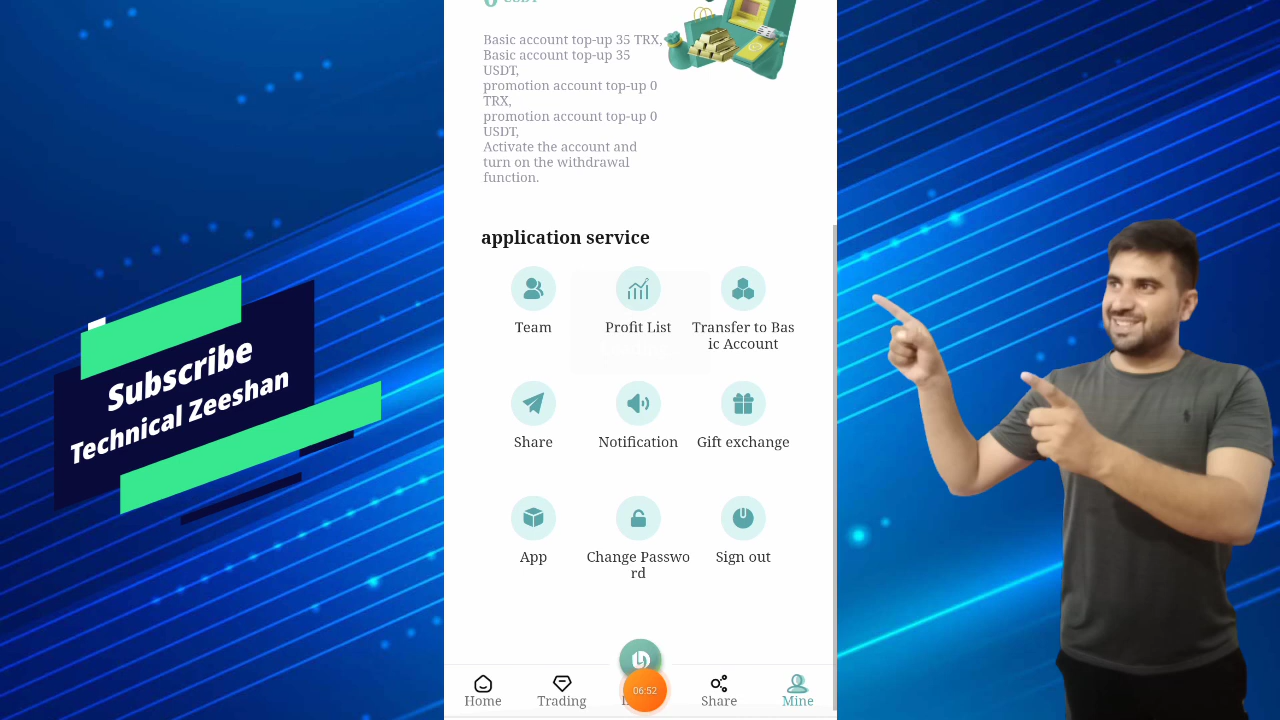 Basic account top-up 35 TRX,
Basic account top-up 35
USDT,
promotion account top-up 0
TRX,
promotion account top-up 0
USDT,
Activate the account and
turn on the withdrawal
function.
application service
Team
Profit List
Transfer to Bas
ic Account
Share
Notification
Gift exchange
App
Change Passwo
rd
Sign out
Home
Trading
06:52
Share
Mine
Subscribe
Technical Zeeshan